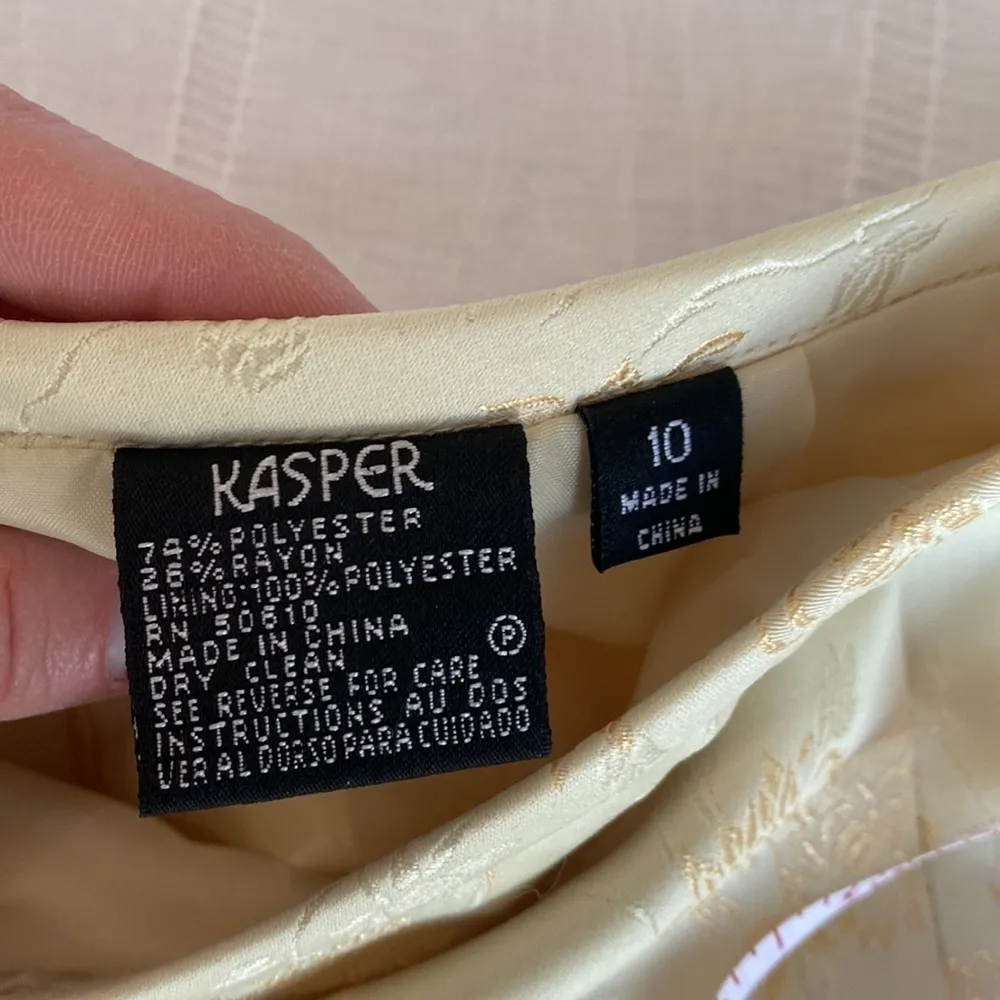 KASPER
74% POLYESTER
26% RAYON
LINING:100% POLYESTER
RN 50610
MADE IN CHINA
DRY CLEAN
P
SEE REVERSE FOR CARE
INSTRUCTIONS AU DOS
VER AL DORSO PARA CUIDADO
10
MADE IN
CHINA